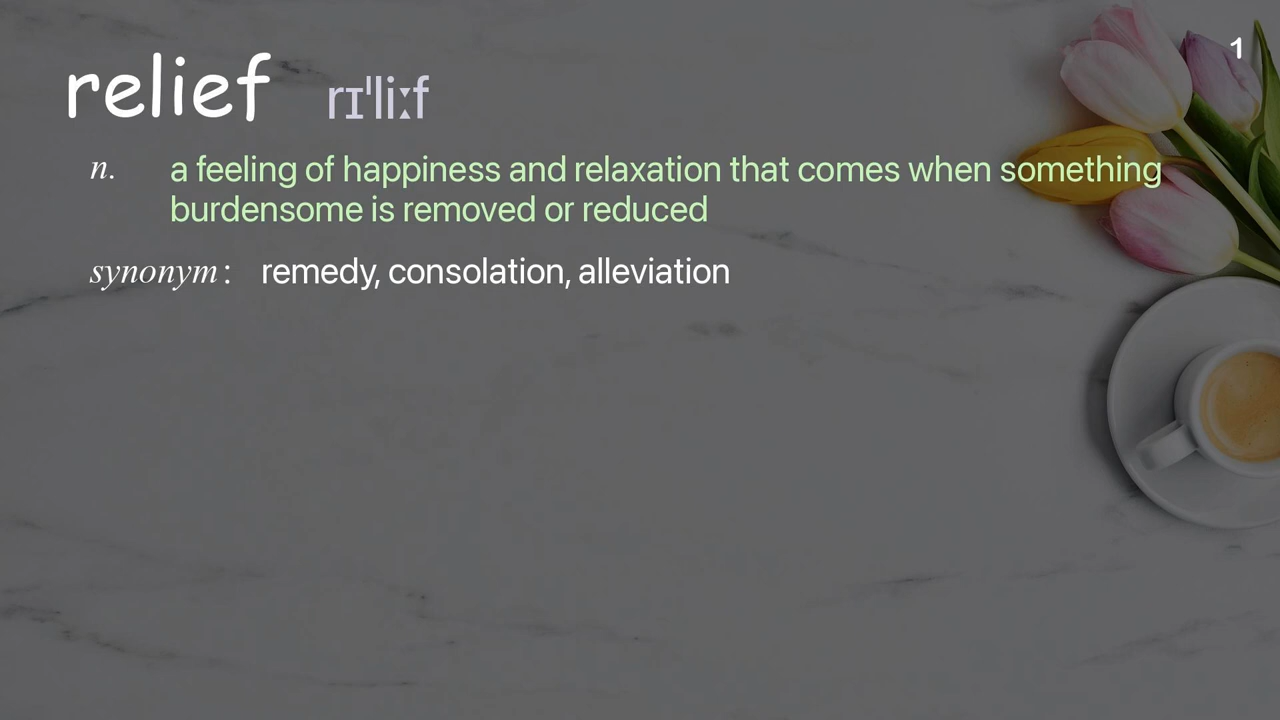 1
relief rɪˈliːf
n. a feeling of happiness and relaxation that comes when something
burdensome is removed or reduced
synonym: remedy, consolation, alleviation